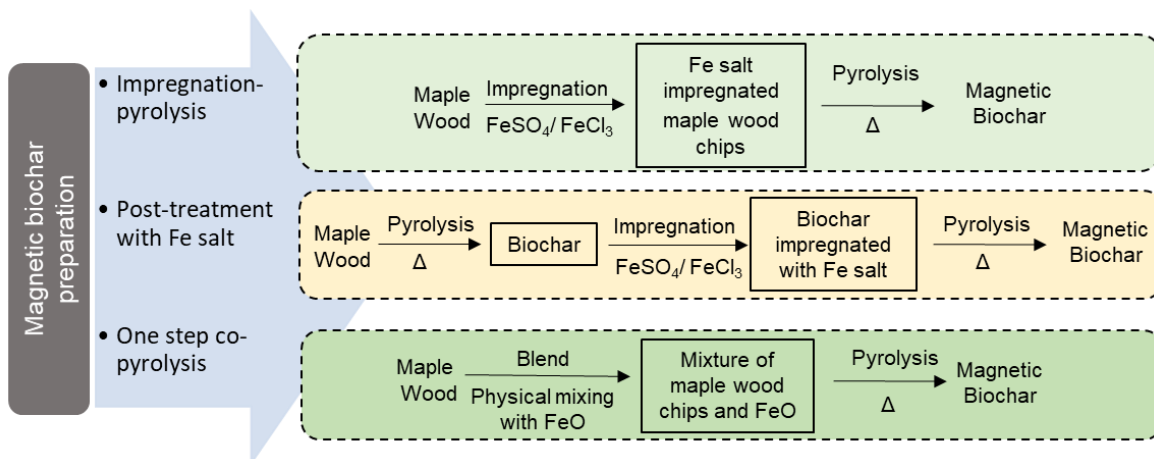 Magnetic biochar
preparation
• Impregnation-
pyrolysis
• Post-treatment
with Fe salt
• One step co-
pyrolysis
Maple
Wood
Impregnation
FeSO₄/ FeCl₃
Fe salt
impregnated
maple wood
chips
Pyrolysis
Δ
Magnetic
Biochar
Maple
Wood
Pyrolysis
Δ
Biochar
Impregnation
FeSO₄/ FeCl₃
Biochar
impregnated
with Fe salt
Pyrolysis
Δ
Magnetic
Biochar
Maple
Wood
Blend
Physical mixing
with FeO
Mixture of
maple wood
chips and FeO
Pyrolysis
Δ
Magnetic
Biochar